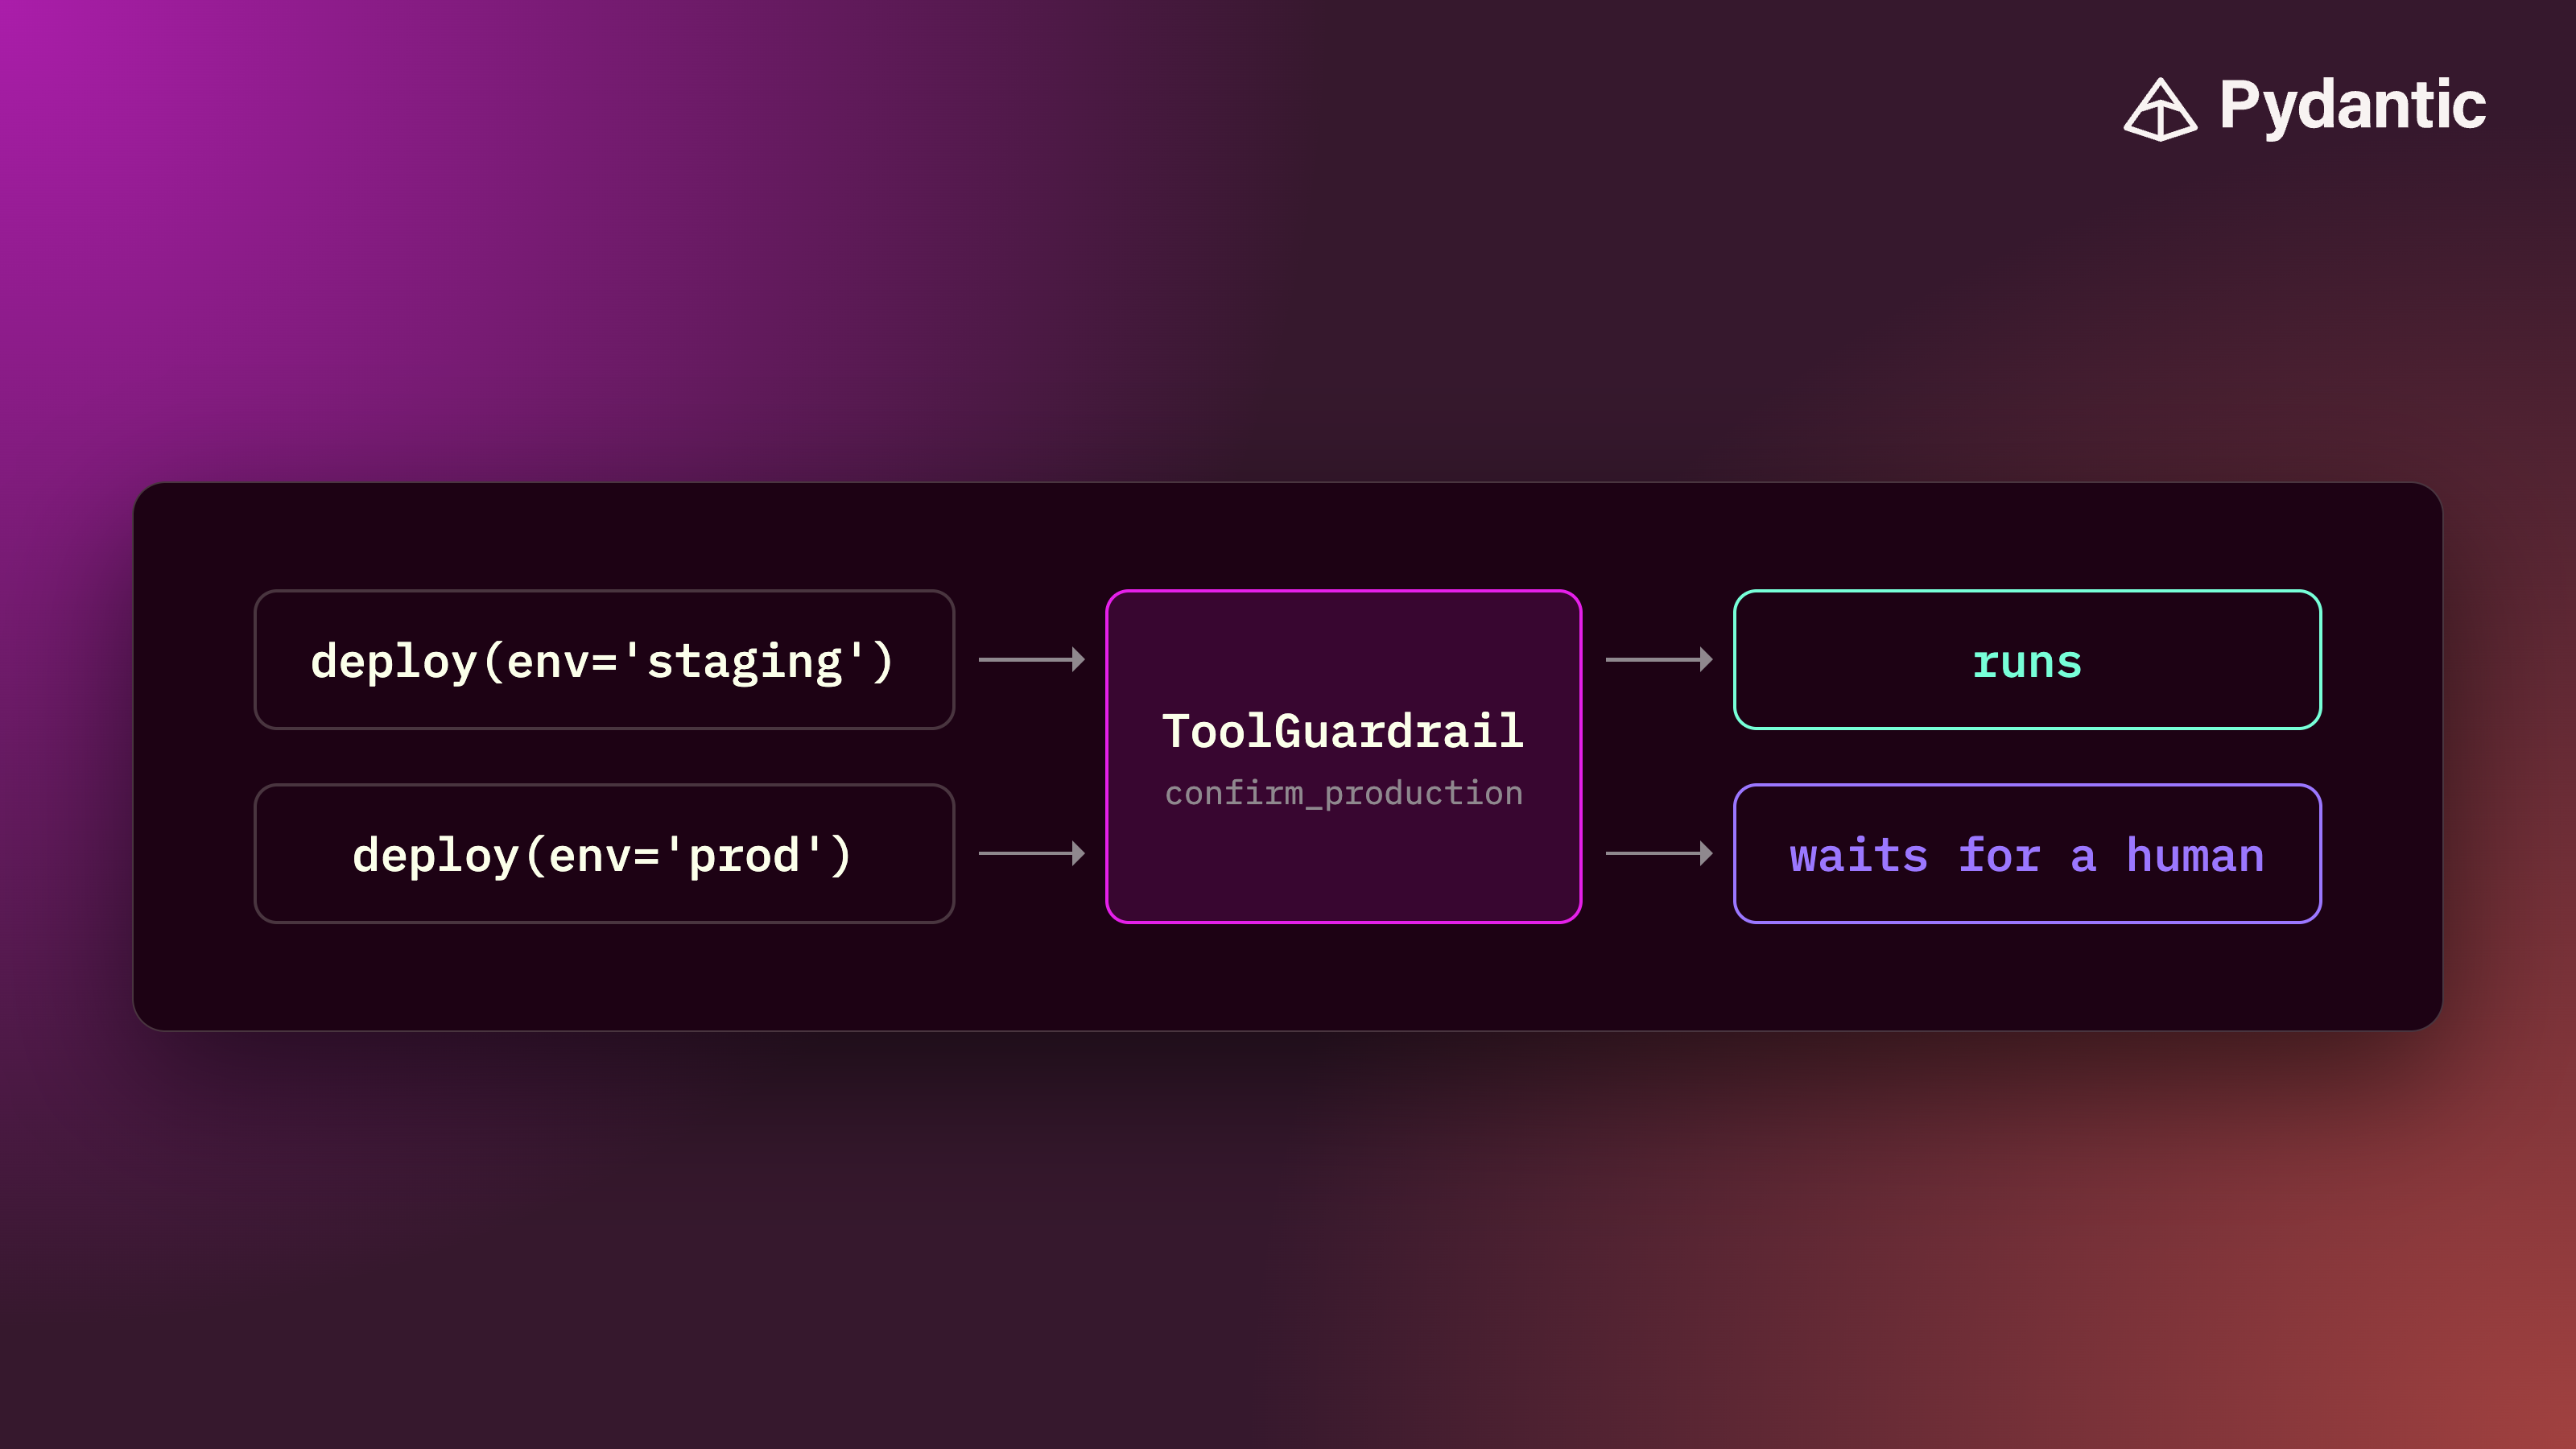 Pydantic
deploy(env='staging')
ToolGuardrail
confirm_production
runs
deploy(env='prod')
waits for a human